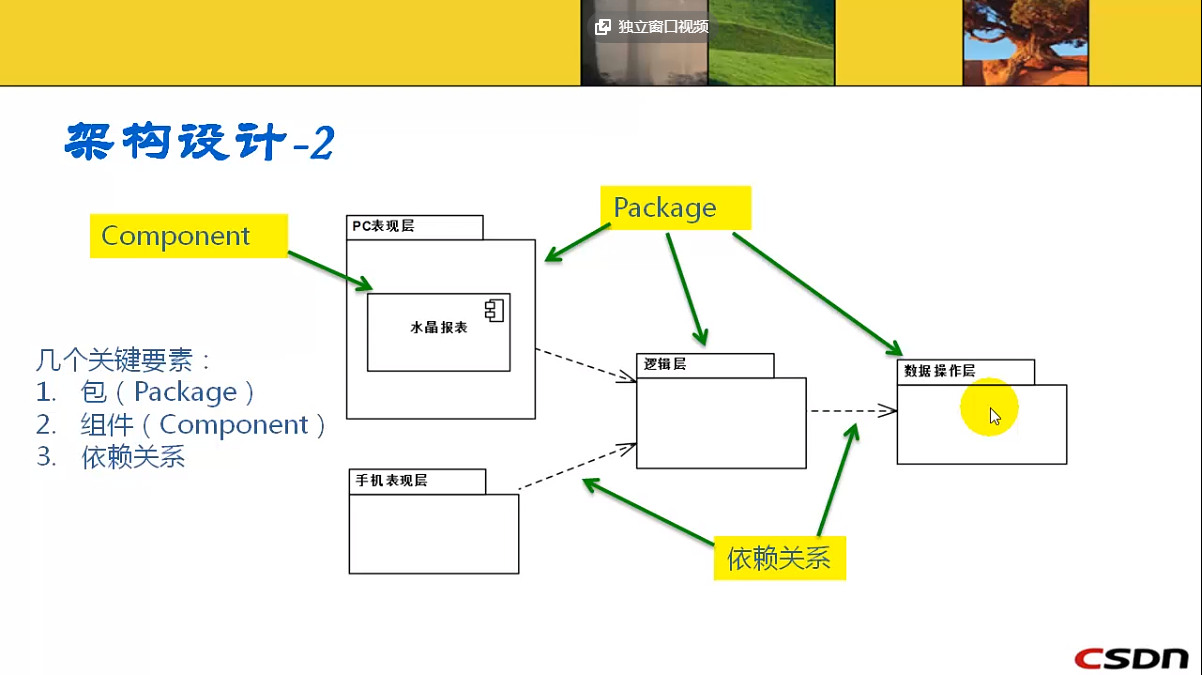 独立窗口视频
架构设计-2
Package
Component
PC表现层
水晶报表
几个关键要素：
1. 包（Package）
2. 组件（Component）
3. 依赖关系
逻辑层
数据操作层
手机表现层
依赖关系
CSDN